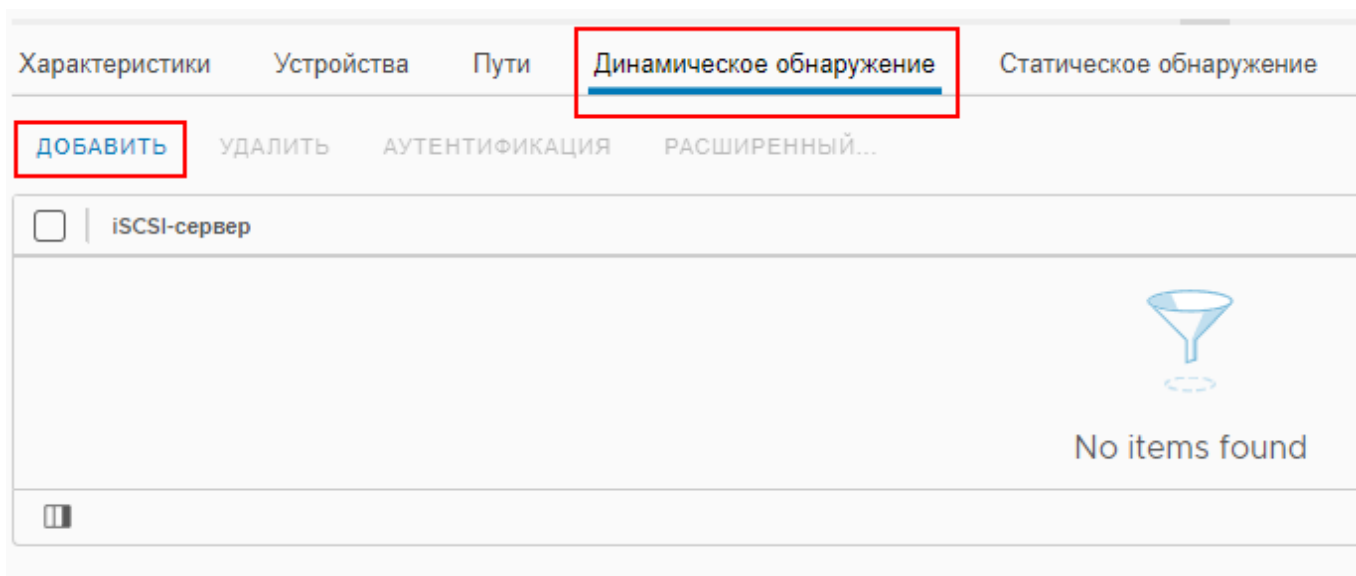 Характеристики Устройства Пути Динамическое обнаружение Статическое обнаружение
ДОБАВИТЬ УДАЛИТЬ АУТЕНТИФИКАЦИЯ РАСШИРЕННЫЙ...
iSCSI-сервер
No items found